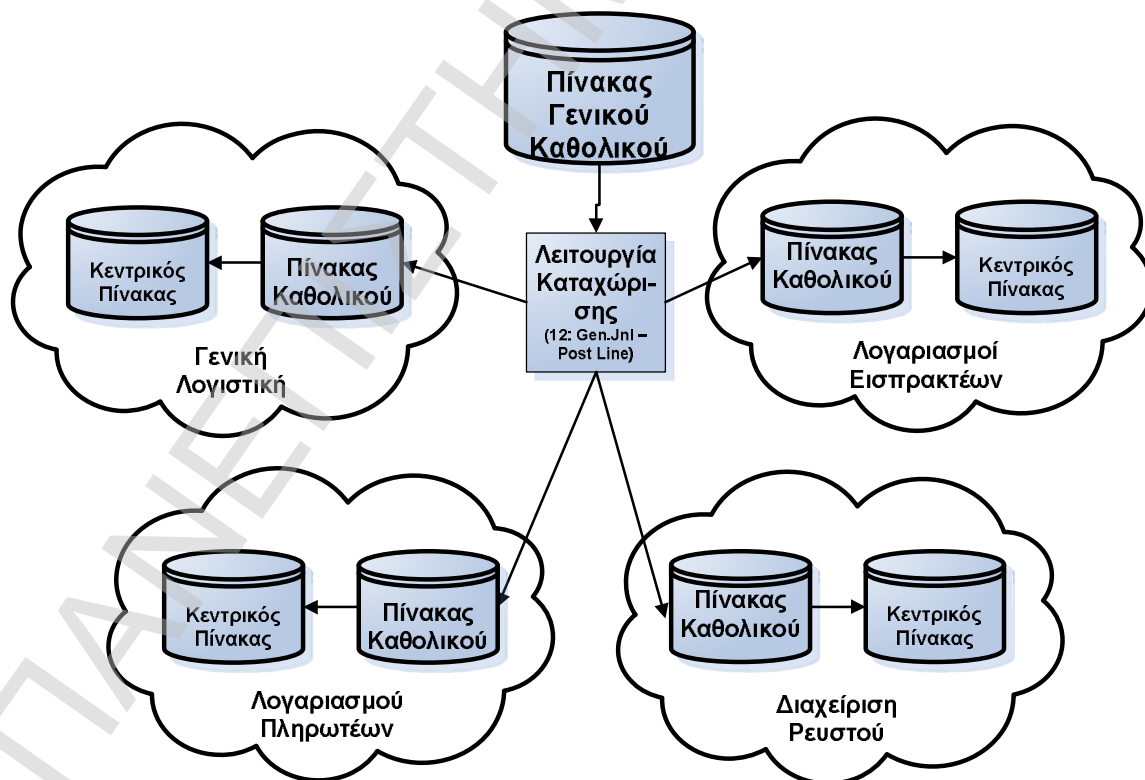 Πίνακας
Γενικού
Καθολικού
Λειτουργία
Καταχώρι-
σης
(12: Gen.Jnl –
Post Line)
Κεντρικός
Πίνακας
Πίνακας
Καθολικού
Γενική
Λογιστική
Πίνακας
Καθολικού
Κεντρικός
Πίνακας
Λογαριασμοί
Εισπρακτέων
Κεντρικός
Πίνακας
Πίνακας
Καθολικού
Λογαριασμού
Πληρωτέων
Πίνακας
Καθολικού
Κεντρικός
Πίνακας
Διαχείριση
Ρευστού